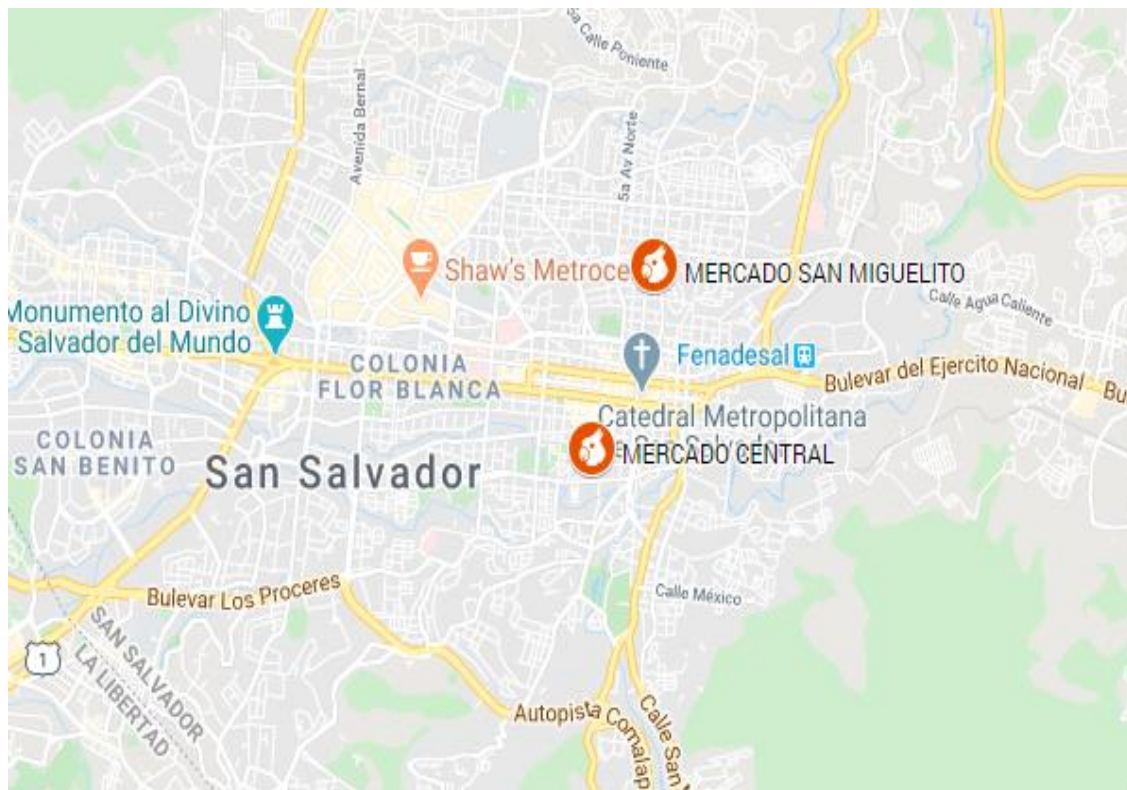 5a Calle Poniente
Avenida Bernal
5a Av Norte
Shaw's Metroce
MERCADO SAN MIGUELITO
Calle Agua Caliente
Monumento al Divino
Salvador del Mundo
Fenadesal
COLONIA
FLOR BLANCA
Bulevar del Ejercito Nacional
Bu
Catedral Metropolitana
MERCADO CENTRAL
COLONIA
SAN BENITO
San Salvador
Bulevar Los Proceres
Calle México
SAN SALVADOR
LA LIBERTAD
1
Autopista Comalap
Calle San